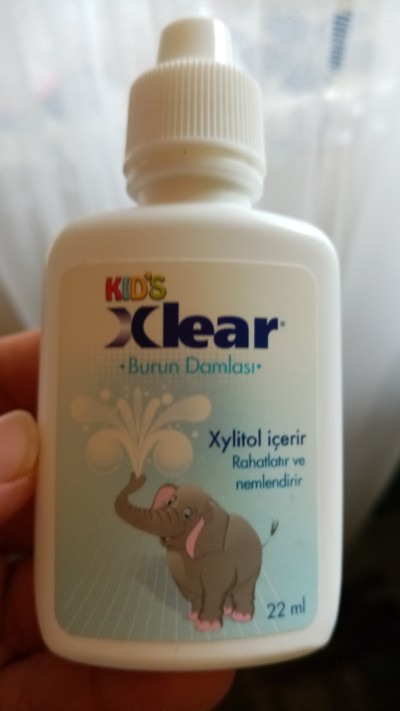 KID'S
Xlear®
•Burun Damlası•
Xylitol içerir
Rahatlatır ve
nemlendirir
22 ml